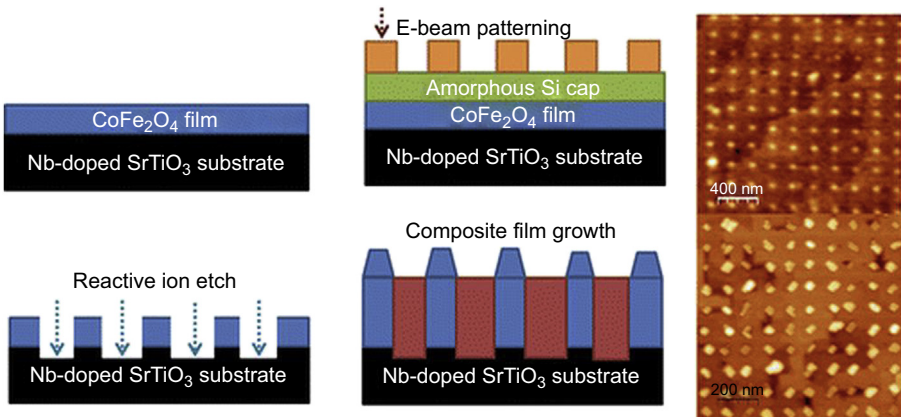 CoFe₂O₄ film
Nb-doped SrTiO₃ substrate
E-beam patterning
Amorphous Si cap
CoFe₂O₄ film
Nb-doped SrTiO₃ substrate
400 nm
Reactive ion etch
Nb-doped SrTiO₃ substrate
Composite film growth
Nb-doped SrTiO₃ substrate
200 nm